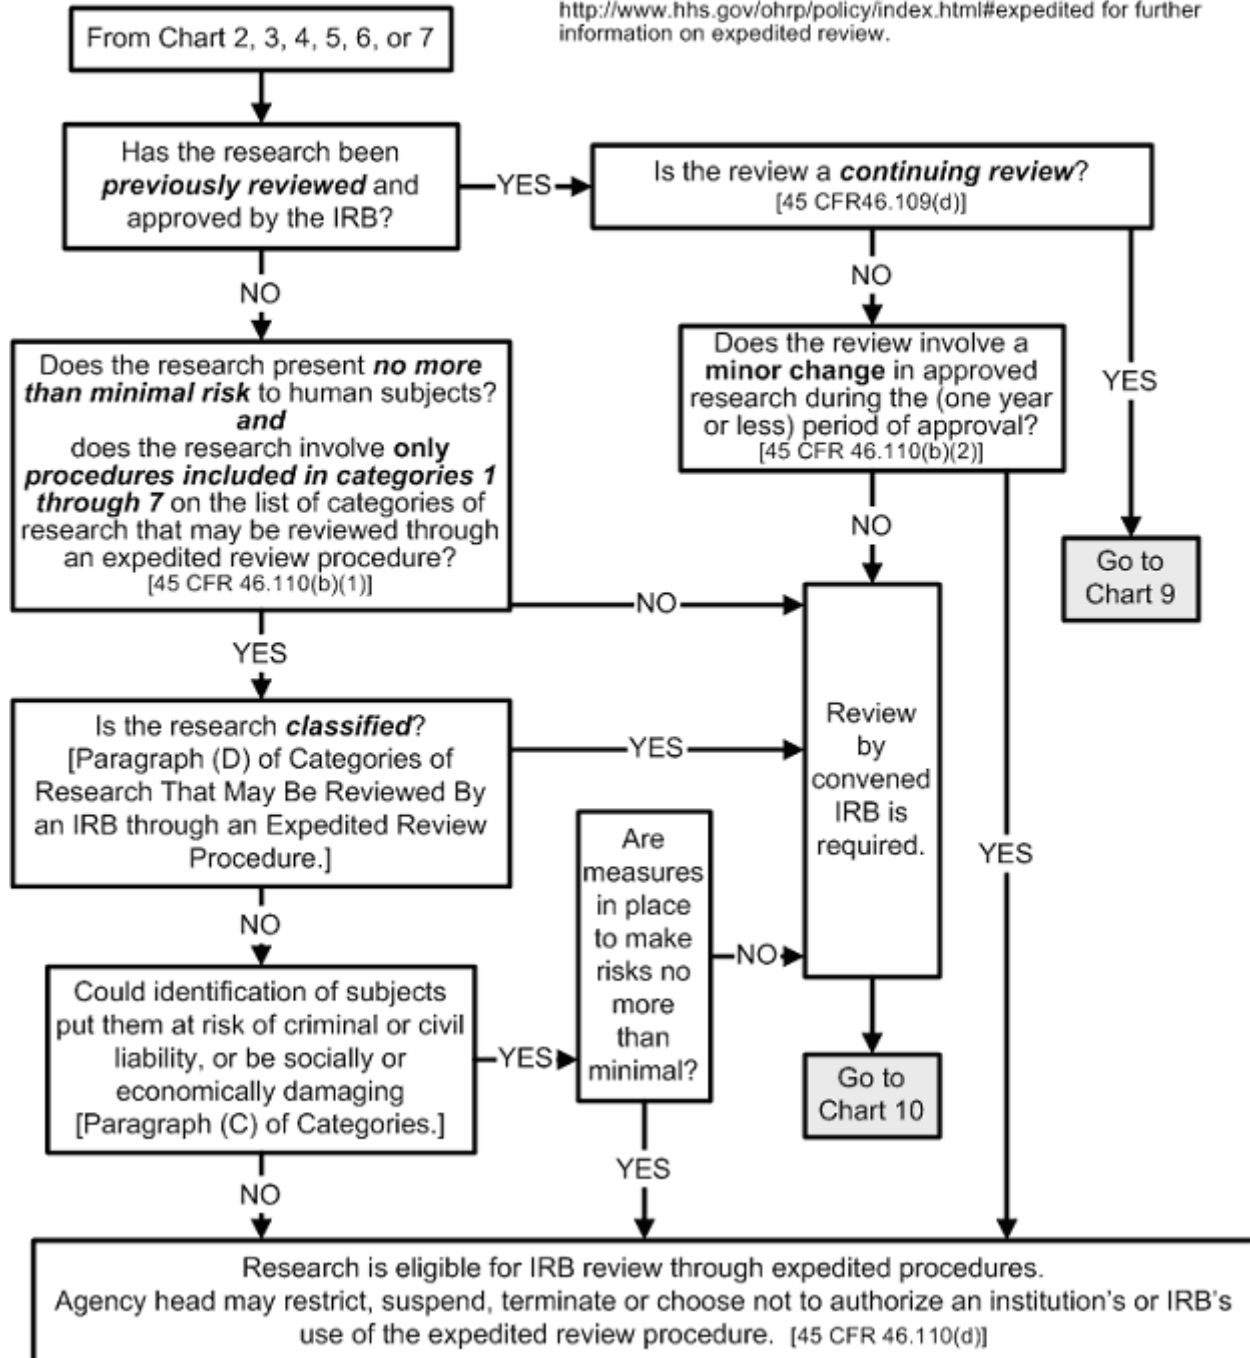 http://www.hhs.gov/ohrp/policy/index.html#expedited for further
information on expedited review.
From Chart 2, 3, 4, 5, 6, or 7
Has the research been
previously reviewed and
approved by the IRB?
YES
Is the review a continuing review?
[45 CFR46.109(d)]
NO
NO
YES
Does the research present no more
than minimal risk to human subjects?
and
does the research involve only
procedures included in categories 1
through 7 on the list of categories of
research that may be reviewed through
an expedited review procedure?
[45 CFR 46.110(b)(1)]
Does the review involve a
minor change in approved
research during the (one year
or less) period of approval?
[45 CFR 46.110(b)(2)]
NO
Go to
Chart 9
NO
YES
Is the research classified?
[Paragraph (D) of Categories of
Research That May Be Reviewed By
an IRB through an Expedited Review
Procedure.]
YES
Review
by
convened
IRB is
required.
YES
NO
Are
measures
in place
to make
risks no
more
than
minimal?
NO
Could identification of subjects
put them at risk of criminal or civil
liability, or be socially or
economically damaging
[Paragraph (C) of Categories.]
YES
Go to
Chart 10
NO
YES
Research is eligible for IRB review through expedited procedures.
Agency head may restrict, suspend, terminate or choose not to authorize an institution's or IRB's
use of the expedited review procedure. [45 CFR 46.110(d)]